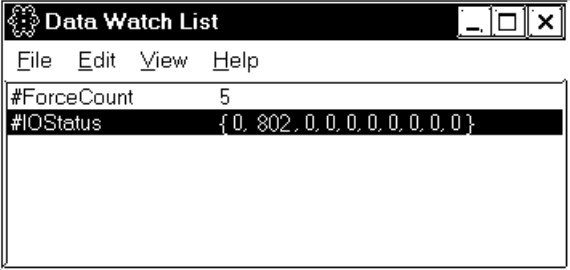 Data Watch List
File Edit View Help
#ForceCount 5
#IOStatus { 0, 802, 0, 0, 0, 0, 0, 0, 0, 0 }